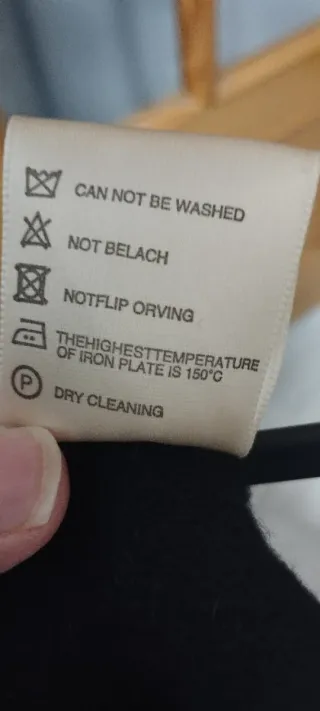 CAN NOT BE WASHED
NOT BELACH
NOTFLIP ORVING
THEHIGHESTTEMPERATURE
OF IRON PLATE IS 150°C
P DRY CLEANING